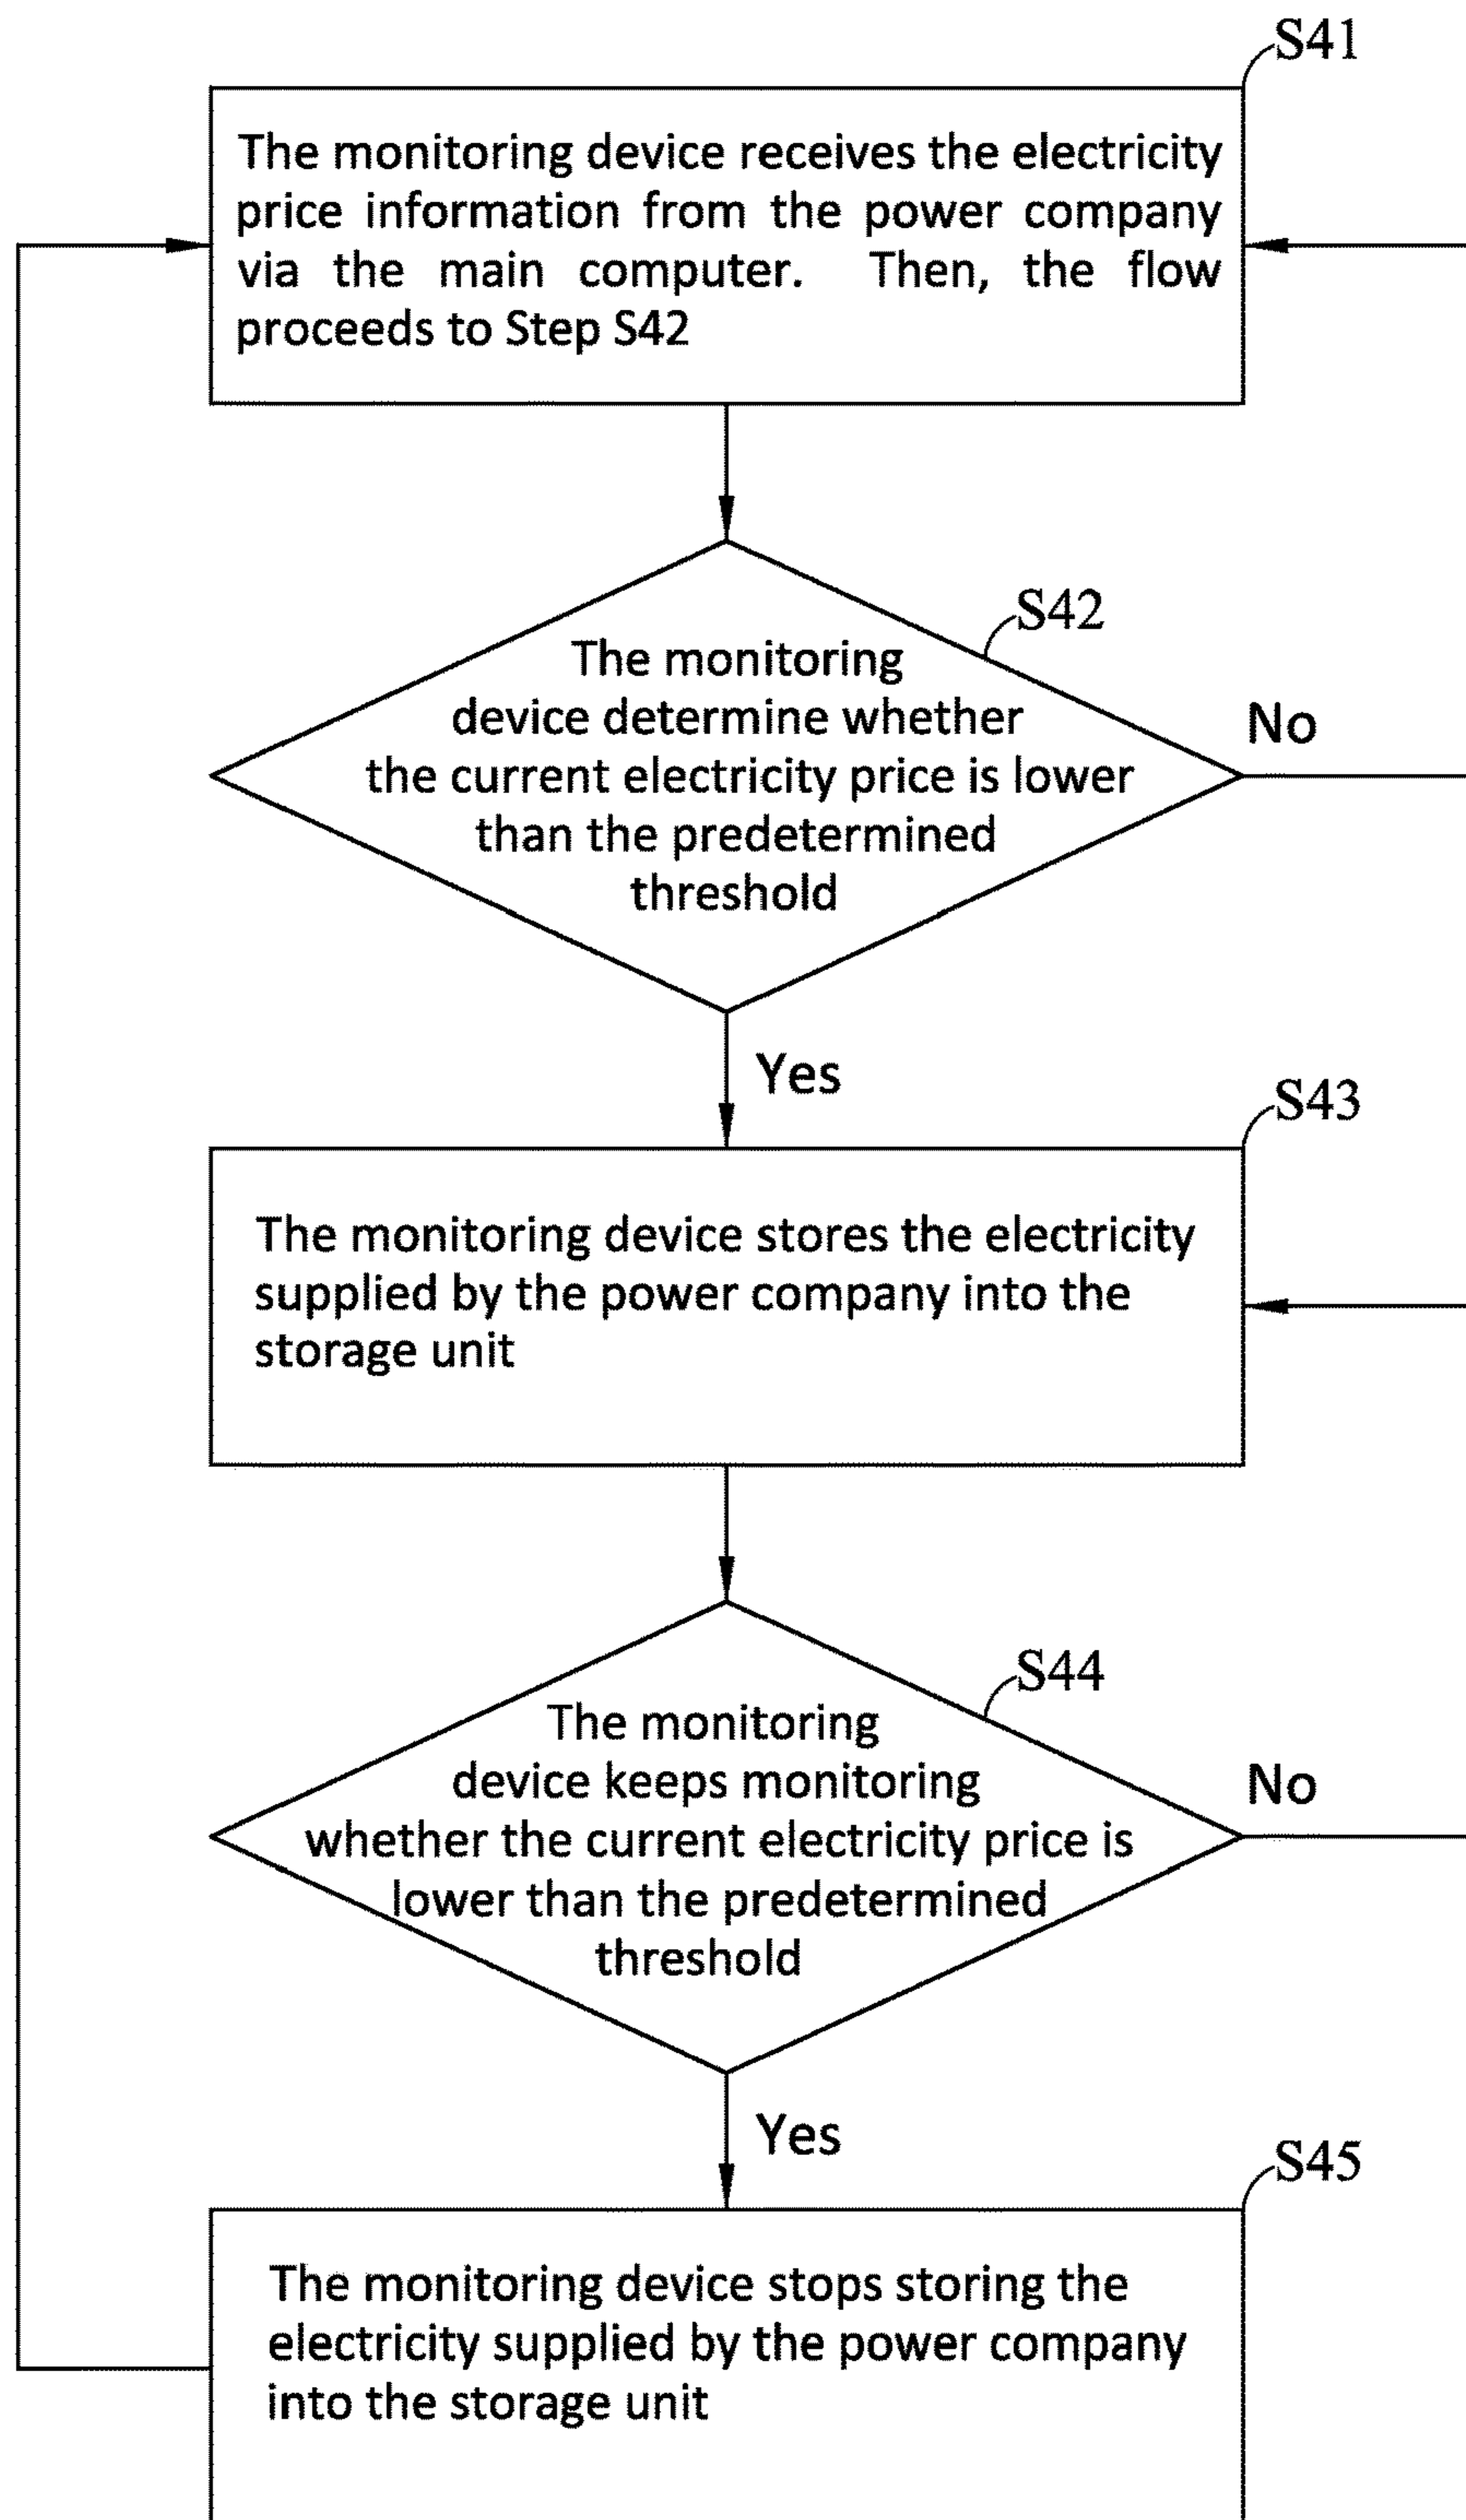 S41
The monitoring device receives the electricity
price information from the power company
via the main computer. Then, the flow
proceeds to Step S42
S42
The monitoring
device determine whether
the current electricity price is lower
than the predetermined
threshold
No
Yes
S43
The monitoring device stores the electricity
supplied by the power company into the
storage unit
S44
The monitoring
device keeps monitoring
whether the current electricity price is
lower than the predetermined
threshold
No
Yes
S45
The monitoring device stops storing the
electricity supplied by the power company
into the storage unit